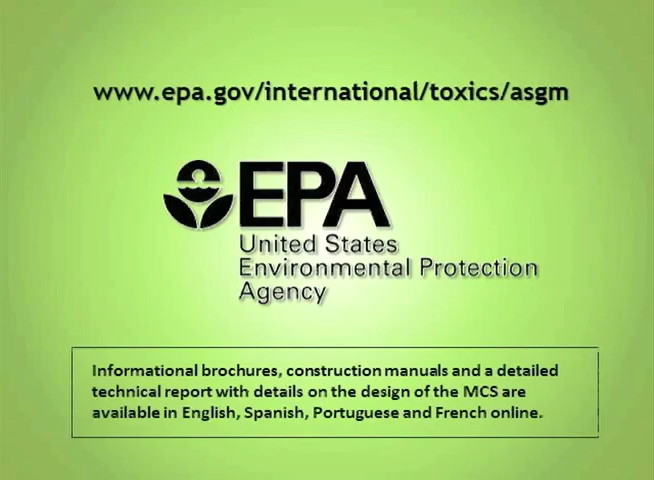 www.epa.gov/international/toxics/asgm
EPA
United States
Environmental Protection
Agency
Informational brochures, construction manuals and a detailed
technical report with details on the design of the MCS are
available in English, Spanish, Portuguese and French online.